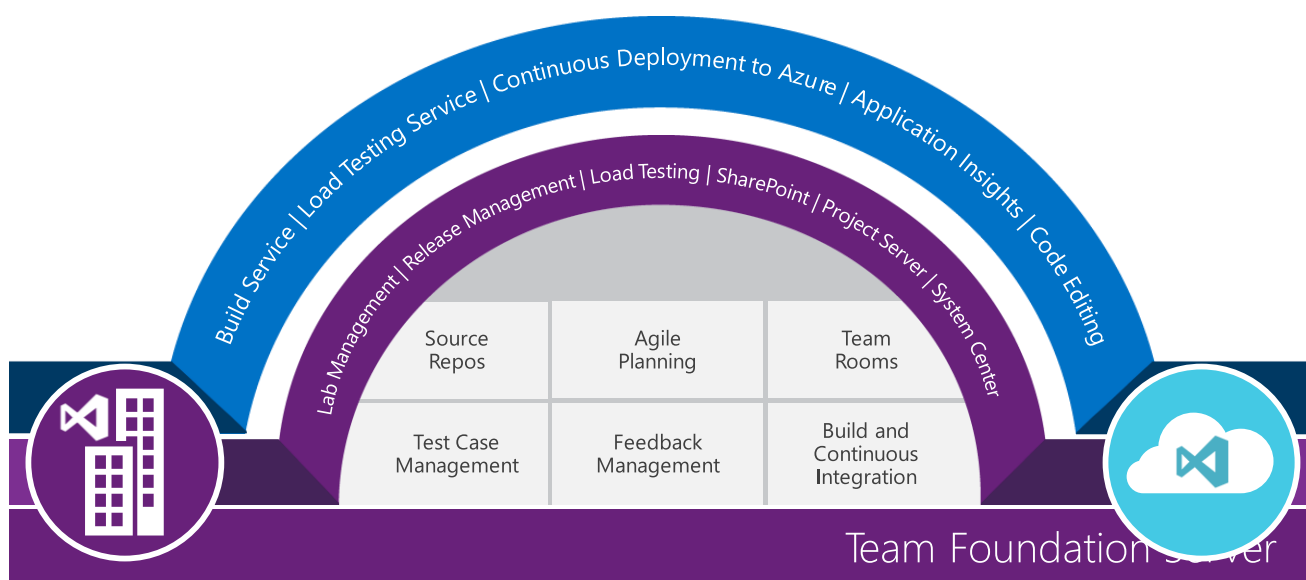 Build Service | Load Testing Service | Continuous Deployment to Azure | Application Insights | Code Editing
Lab Management | Release Management | Load Testing | SharePoint | Project Server | System Center
Source
Repos
Agile
Planning
Team
Rooms
Test Case
Management
Feedback
Management
Build and
Continuous
Integration
Team Foundation Server